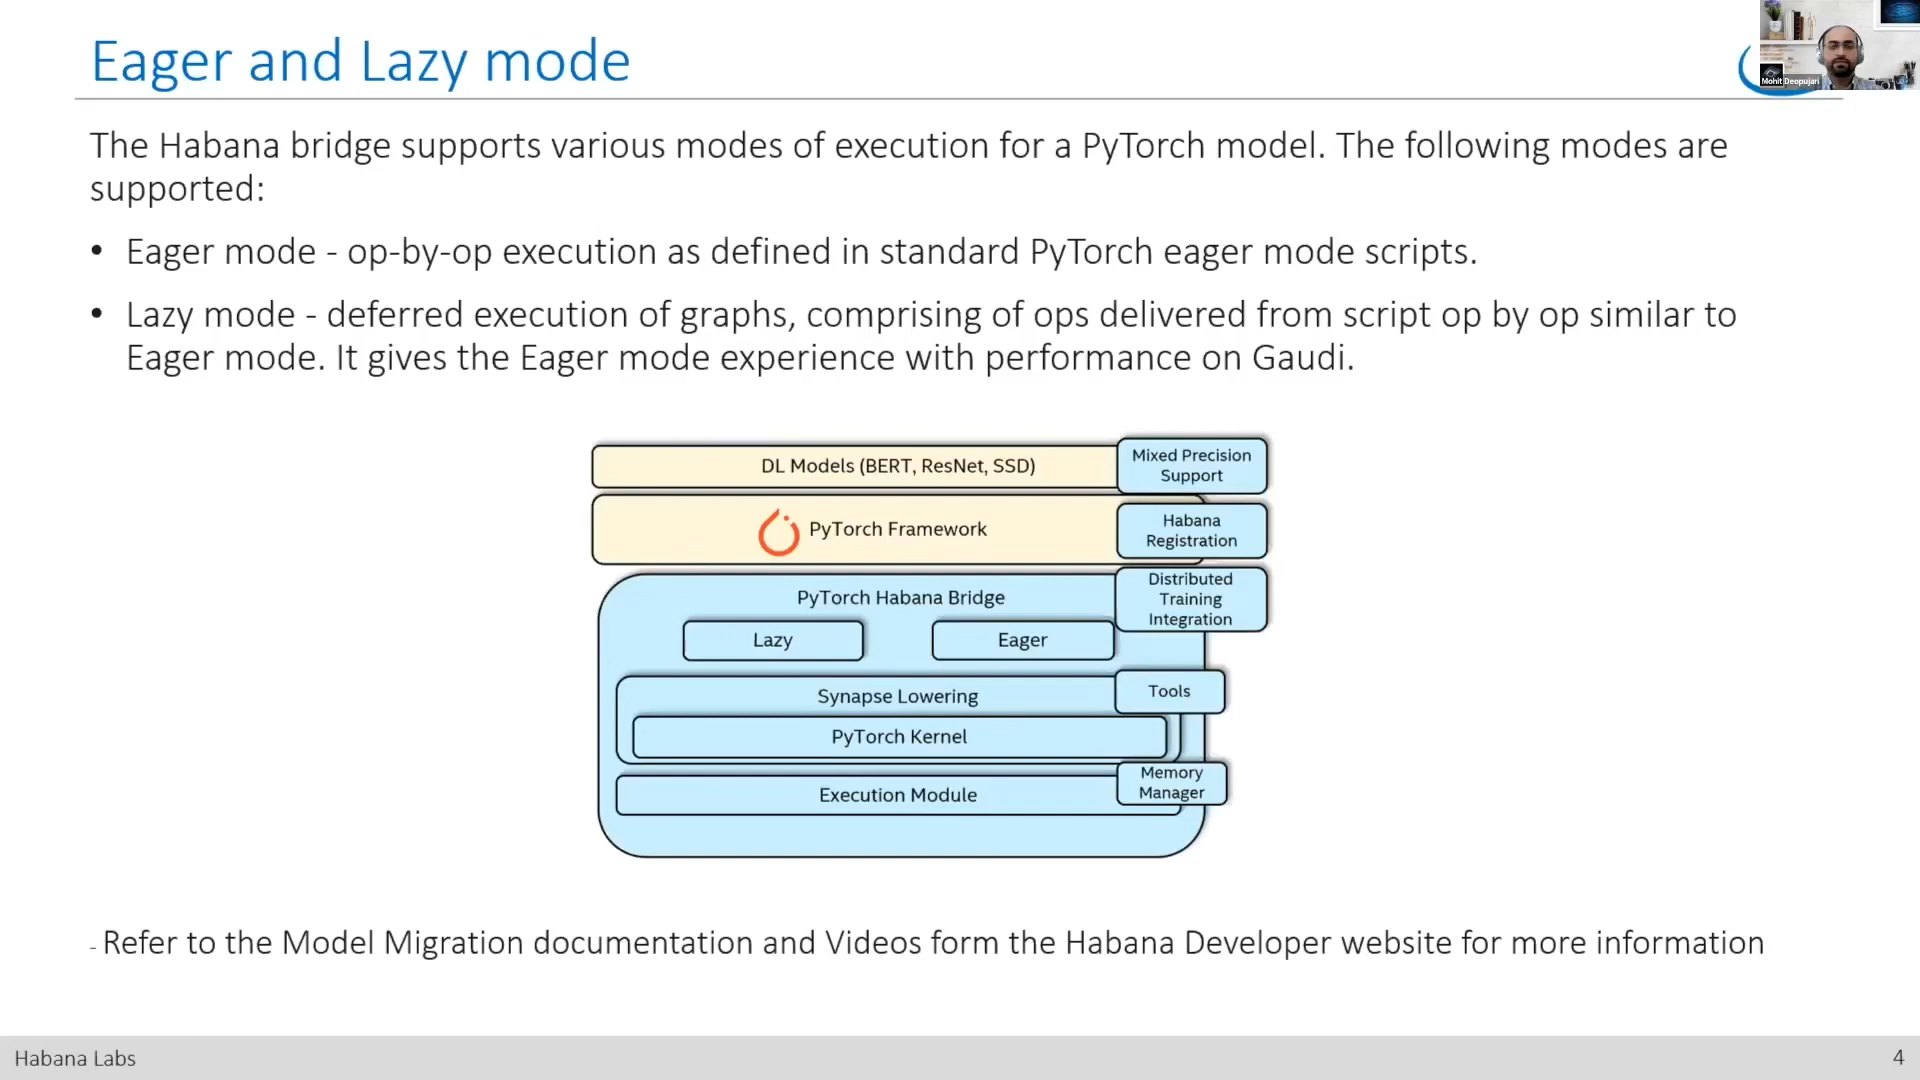 Eager and Lazy mode
Mohit Deopujari
The Habana bridge supports various modes of execution for a PyTorch model. The following modes are
supported:
• Eager mode - op-by-op execution as defined in standard PyTorch eager mode scripts.
• Lazy mode - deferred execution of graphs, comprising of ops delivered from script op by op similar to
Eager mode. It gives the Eager mode experience with performance on Gaudi.
DL Models (BERT, ResNet, SSD)
Mixed Precision
Support
PyTorch Framework
Habana
Registration
PyTorch Habana Bridge
Distributed
Training
Integration
Lazy
Eager
Synapse Lowering
Tools
PyTorch Kernel
Execution Module
Memory
Manager
- Refer to the Model Migration documentation and Videos form the Habana Developer website for more information
Habana Labs
4